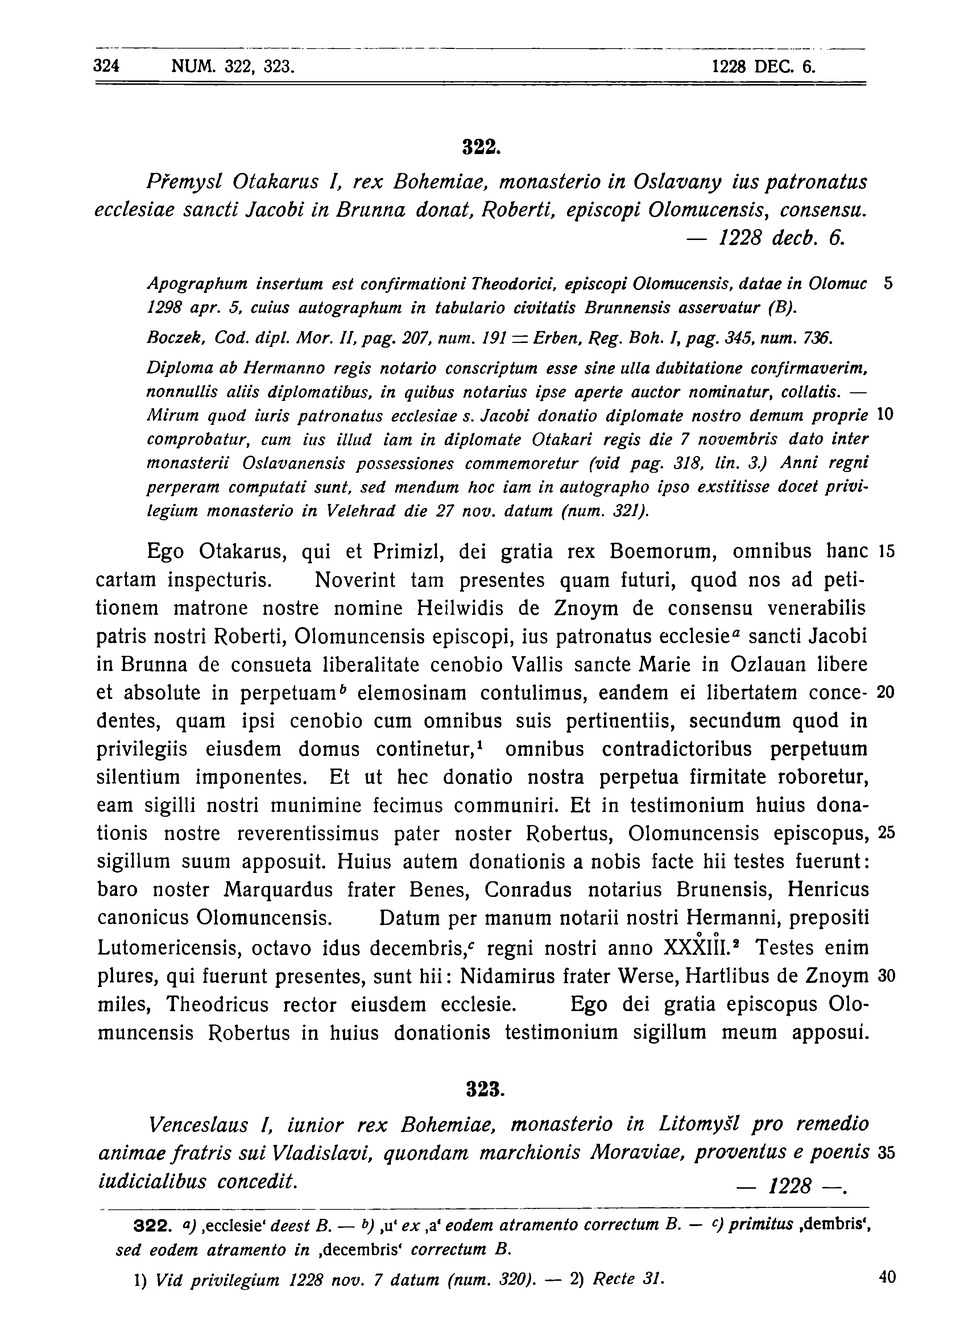 324 NUM. 322, 323. 1228 DEC. 6.
322.
Přemysl Otakarus I, rex Bohemiae, monasterio in Oslavany ius patronatus
ecclesiae sancti Jacobi in Brunna donat, Roberti, episcopi Olomucensis, consensu.
— 1228 decb. 6.
Apographum insertum est confirmationi Theodorici, episcopi Olomucensis, datae in Olomuc 5
1298 apr. 5, cuius autographum in tabulario civitatis Brunnensis asservatur (B).
Boczek, Cod. dipl. Mor. II, pag. 207, num. 191 = Erben, Reg. Boh. I, pag. 345, num. 736.
Diploma ab Hermanno regis notario conscriptum esse sine ulla dubitatione confirmaverim,
nonnullis aliis diplomatibus, in quibus notarius ipse aperte auctor nominatur, collatis. —
Mirum quod iuris patronatus ecclesiae s. Jacobi donatio diplomate nostro demum proprie 10
comprobatur, cum ius illud iam in diplomate Otakari regis die 7 novembris dato inter
monasterii Oslavanensis possessiones commemoretur (vid pag. 318, lin. 3.) Anni regni
perperam computati sunt, sed mendum hoc iam in autographo ipso exstitisse docet privi-
legium monasterio in Velehrad die 27 nov. datum (num. 321).
Ego Otakarus, qui et Primizl, dei gratia rex Boemorum, omnibus hanc 15
cartam inspecturis. Noverint tam presentes quam futuri, quod nos ad peti-
tionem matrone nostre nomine Heilwidis de Znoym de consensu venerabilis
patris nostri Roberti, Olomuncensis episcopi, ius patronatus ecclesie ᵃ sancti Jacobi
in Brunna de consueta liberalitate cenobio Vallis sancte Marie in Ozlauan libere
et absolute in perpetuam ᵇ elemosinam contulimus, eandem ei libertatem conce- 20
dentes, quam ipsi cenobio cum omnibus suis pertinentiis, secundum quod in
privilegiis eiusdem domus continetur,¹ omnibus contradictoribus perpetuum
silentium imponentes. Et ut hec donatio nostra perpetua firmitate roboretur,
eam sigilli nostri munimine fecimus communiri. Et in testimonium huius dona-
tionis nostre reverentissimus pater noster Robertus, Olomuncensis episcopus, 25
sigillum suum apposuit. Huius autem donationis a nobis facte hii testes fuerunt:
baro noster Marquardus frater Benes, Conradus notarius Brunensis, Henricus
canonicus Olomuncensis. Datum per manum notarii nostri Hermanni, prepositi
Lutomericensis, octavo idus decembris,ᶜ regni nostri anno XXX̊III̊.² Testes enim
plures, qui fuerunt presentes, sunt hii: Nidamirus frater Werse, Hartlibus de Znoym 30
miles, Theodricus rector eiusdem ecclesie. Ego dei gratia episcopus Olo-
muncensis Robertus in huius donationis testimonium sigillum meum apposui.
323.
Venceslaus I, iunior rex Bohemiae, monasterio in Litomyšl pro remedio
animae fratris sui Vladislavi, quondam marchionis Moraviae, proventus e poenis 35
iudicialibus concedit. — 1228 —.
322. a) ‚ecclesie‘ deest B. — b) ‚u‘ ex ‚a‘ eodem atramento correctum B. — c) primitus ‚dembris‘,
sed eodem atramento in ‚decembris‘ correctum B.
1) Vid privilegium 1228 nov. 7 datum (num. 320). — 2) Recte 31. 40